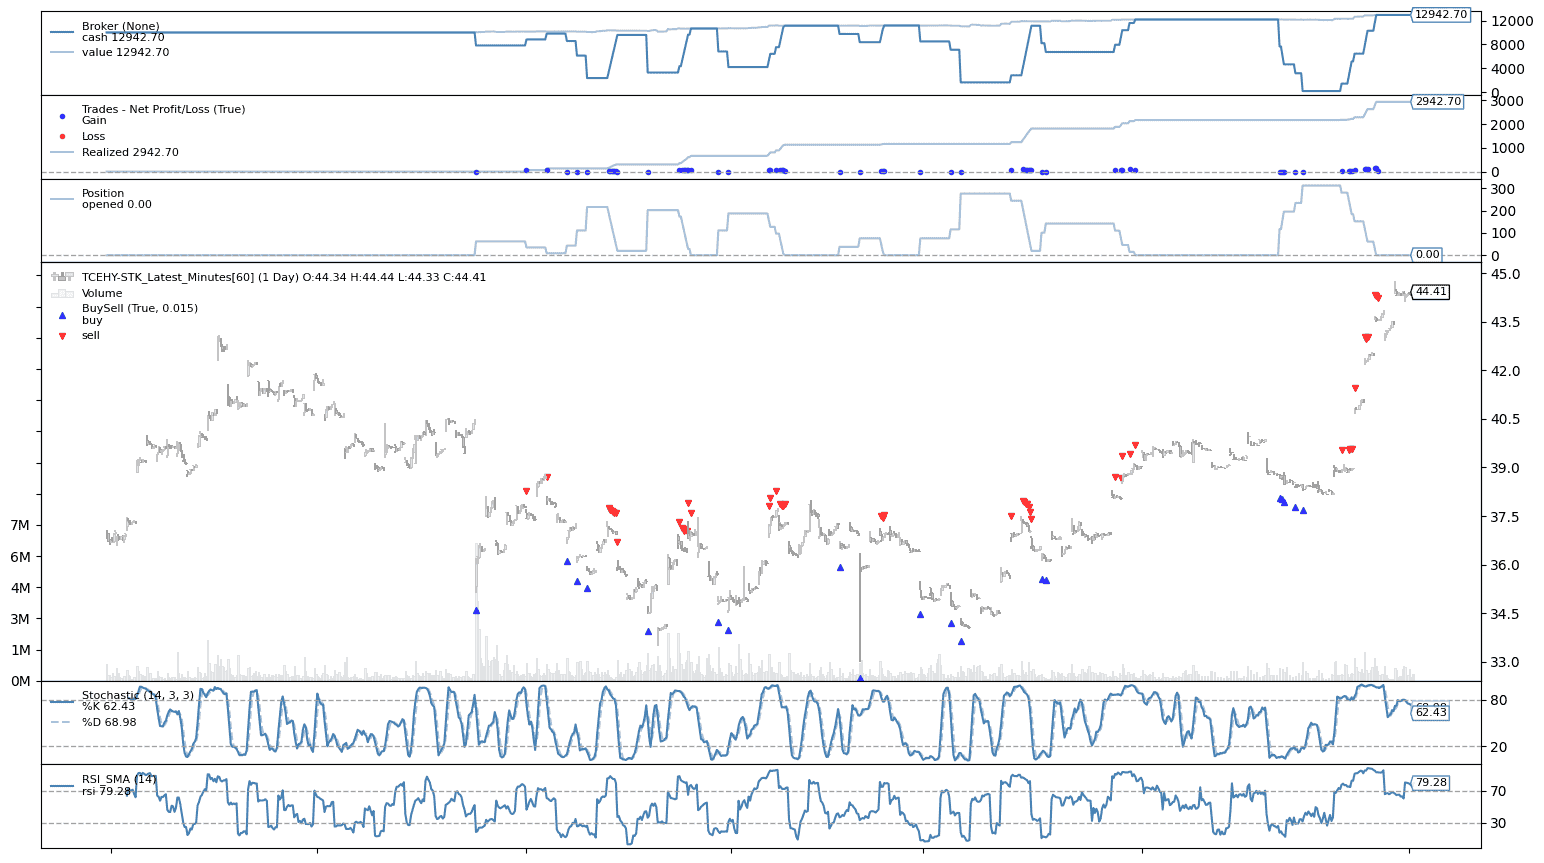 Broker (None)
cash 12942.70
value 12942.70
12942.70
12000
8000
4000
0
Trades - Net Profit/Loss (True)
Gain
Loss
Realized 2942.70
3000
2942.70
2000
1000
0
Position
opened 0.00
300
200
100
0
0.00
TCEHY-STK_Latest_Minutes[60] (1 Day) O:44.34 H:44.44 L:44.33 C:44.41
Volume
BuySell (True, 0.015)
buy
sell
45.0
44.41
43.5
42.0
40.5
39.0
37.5
36.0
34.5
33.0
7M
6M
4M
3M
1M
0M
Stochastic (14, 3, 3)
%K 62.43
%D 68.98
80
68.98
62.43
20
RSI_SMA (14)
rsi 79.28
79.28
70
30